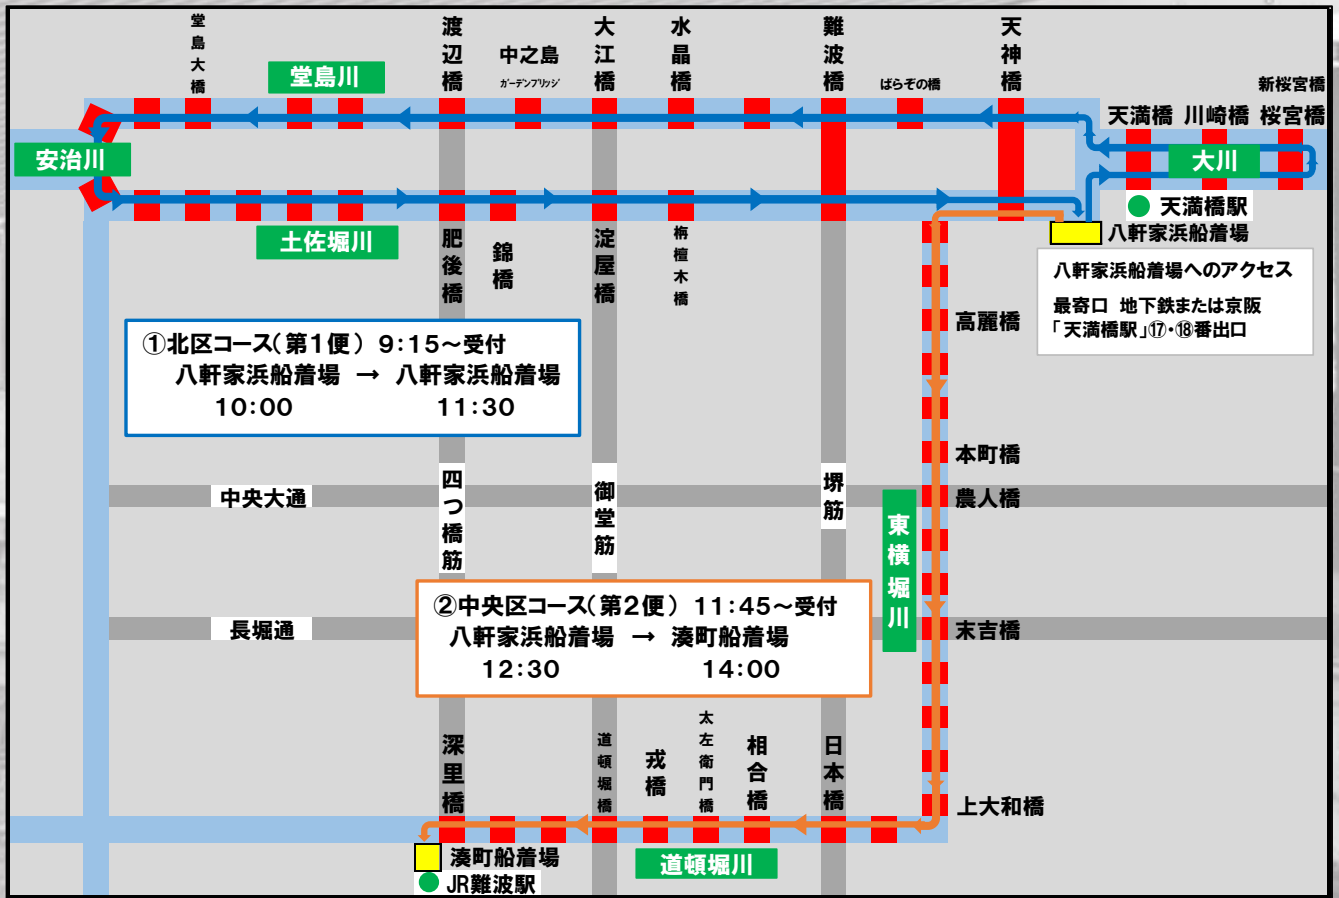 堂島大橋
堂島川
渡辺橋
中之島
ガーデンブリッジ
大江橋
水晶橋
難波橋
ばらぞの橋
天神橋
新桜宮橋
天満橋 川崎橋 桜宮橋
安治川
大川
天満橋駅
八軒家浜船着場
土佐堀川
肥後橋
錦橋
淀屋橋
栴檀木橋
八軒家浜船着場へのアクセス
最寄口 地下鉄または京阪
「天満橋駅」⑰・⑱番出口
高麗橋
①北区コース(第1便) 9:15～受付
八軒家浜船着場 → 八軒家浜船着場
10:00 11:30
本町橋
中央大通
四つ橋筋
御堂筋
堺筋
農人橋
東横堀川
②中央区コース(第2便) 11:45～受付
八軒家浜船着場 → 湊町船着場
12:30 14:00
長堀通
末吉橋
深里橋
道頓堀橋
戎橋
太左衛門橋
相合橋
日本橋
上大和橋
湊町船着場
道頓堀川
JR難波駅